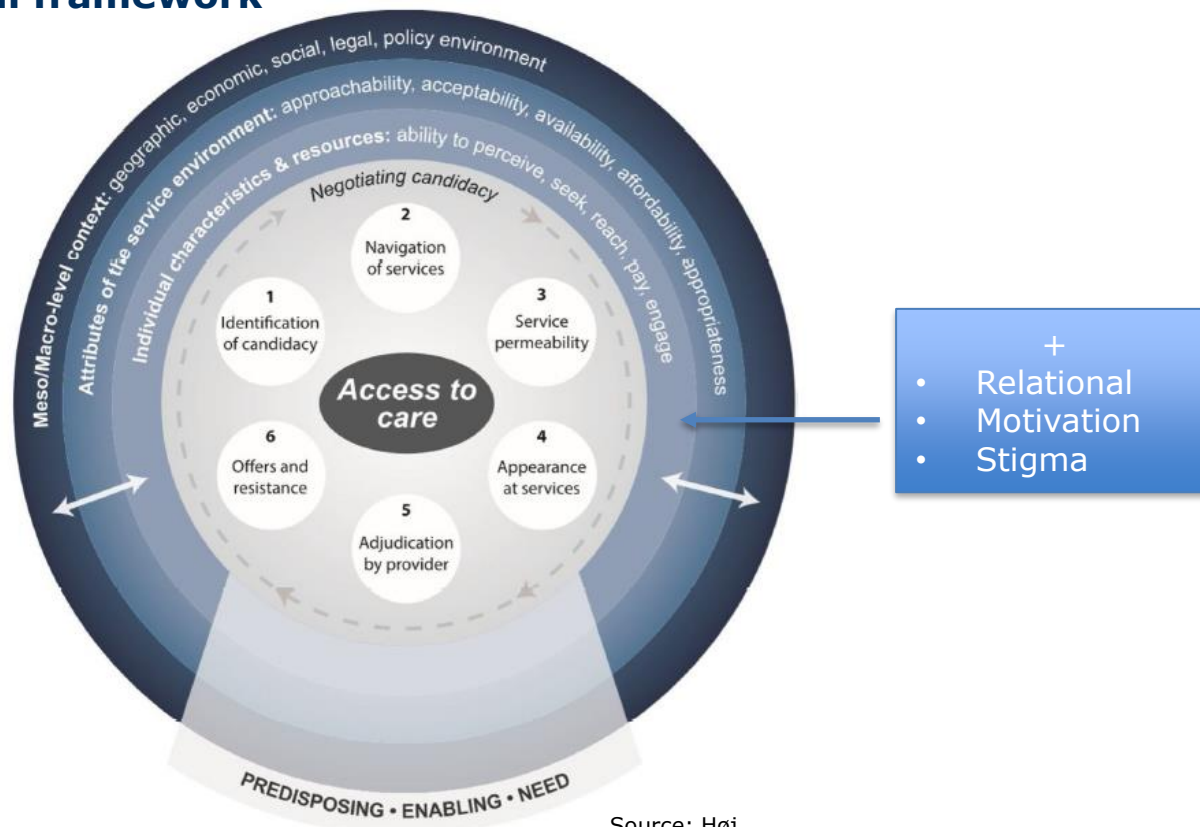 framework
Meso/Macro-level context: geographic, economic, social, legal, policy environment
Attributes of the service environment: approachability, acceptability, availability, affordability, appropriateness
Individual characteristics & resources: ability to perceive, seek, reach, pay, engage
Negotiating candidacy
1
Identification
of candidacy
2
Navigation
of services
3
Service
permeability
4
Appearance
at services
5
Adjudication
by provider
6
Offers and
resistance
Access to
care
PREDISPOSING • ENABLING • NEED
+
• Relational
• Motivation
• Stigma
Source: Høj